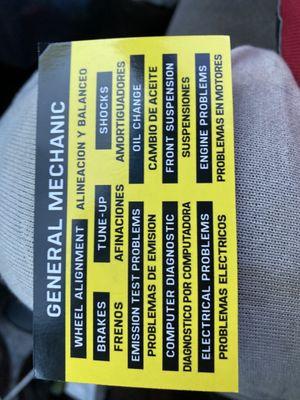 GENERAL MECHANIC
WHEEL ALIGNMENT ALINEACION Y BALANCEO
BRAKES TUNE-UP SHOCKS
FRENOS AFINACIONES AMORTIGUADORES
EMISSION TEST PROBLEMS OIL CHANGE
PROBLEMAS DE EMISION CAMBIO DE ACEITE
COMPUTER DIAGNOSTIC FRONT SUSPENSION
DIAGNOSTICO POR COMPUTADORA SUSPENSIONES
ELECTRICAL PROBLEMS ENGINE PROBLEMS
PROBLEMAS ELECTRICOS PROBLEMAS EN MOTORES